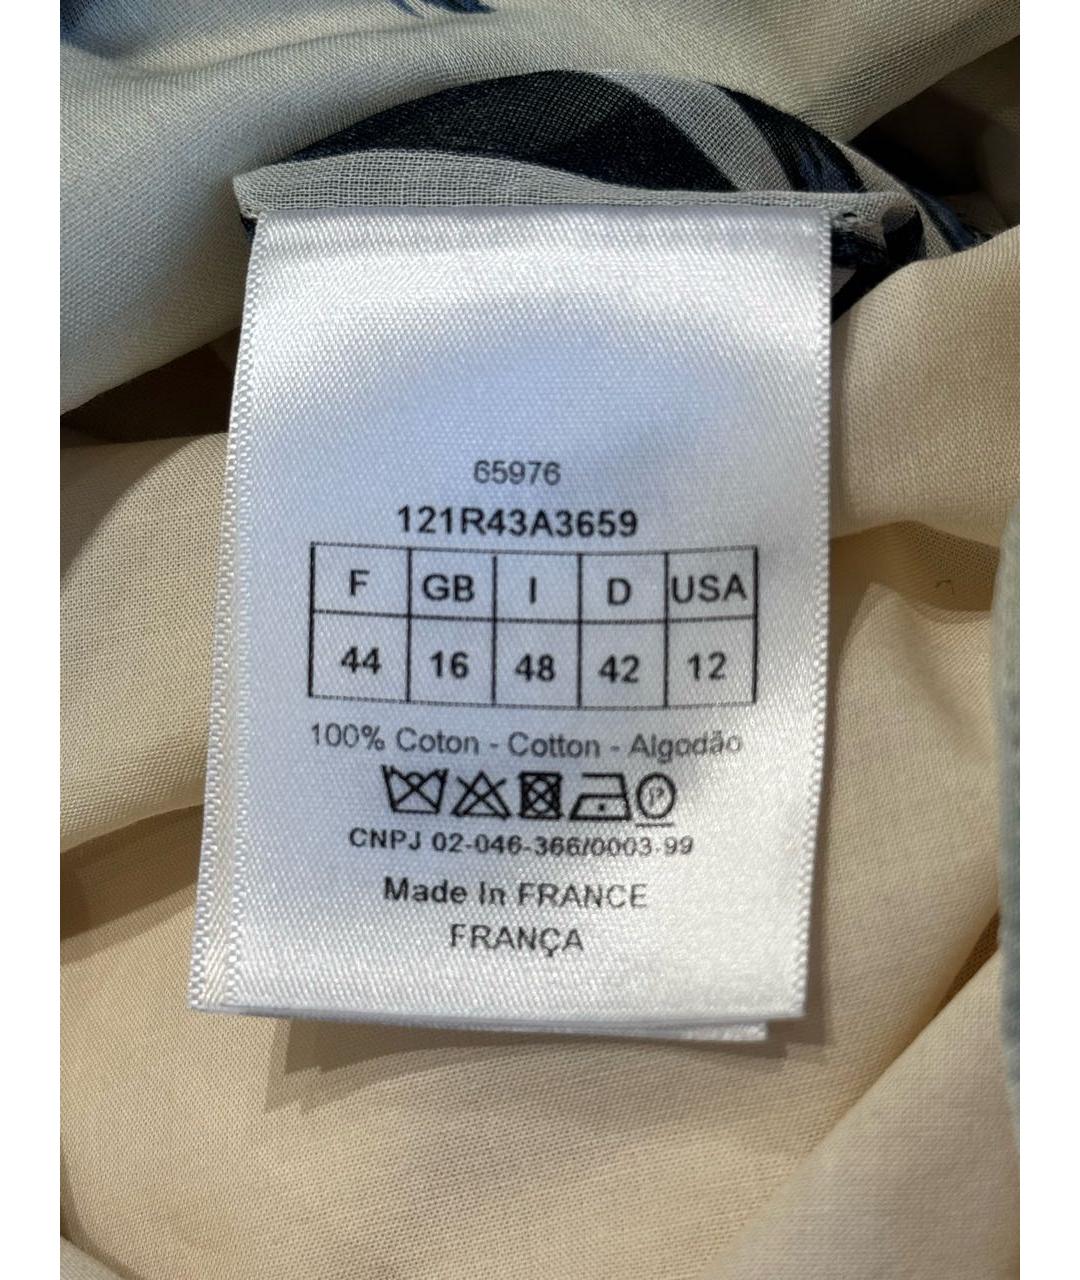 65976
121R43A3659
F GB I D USA
44 16 48 42 12
100% Coton - Cotton - Algodão
P
CNPJ 02-046-366/0003-99
Made In FRANCE
FRANÇA